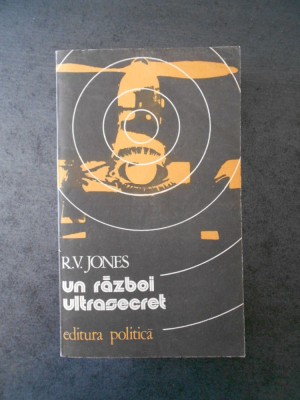 R.V. JONES
un război
ultrasecret
editura politică